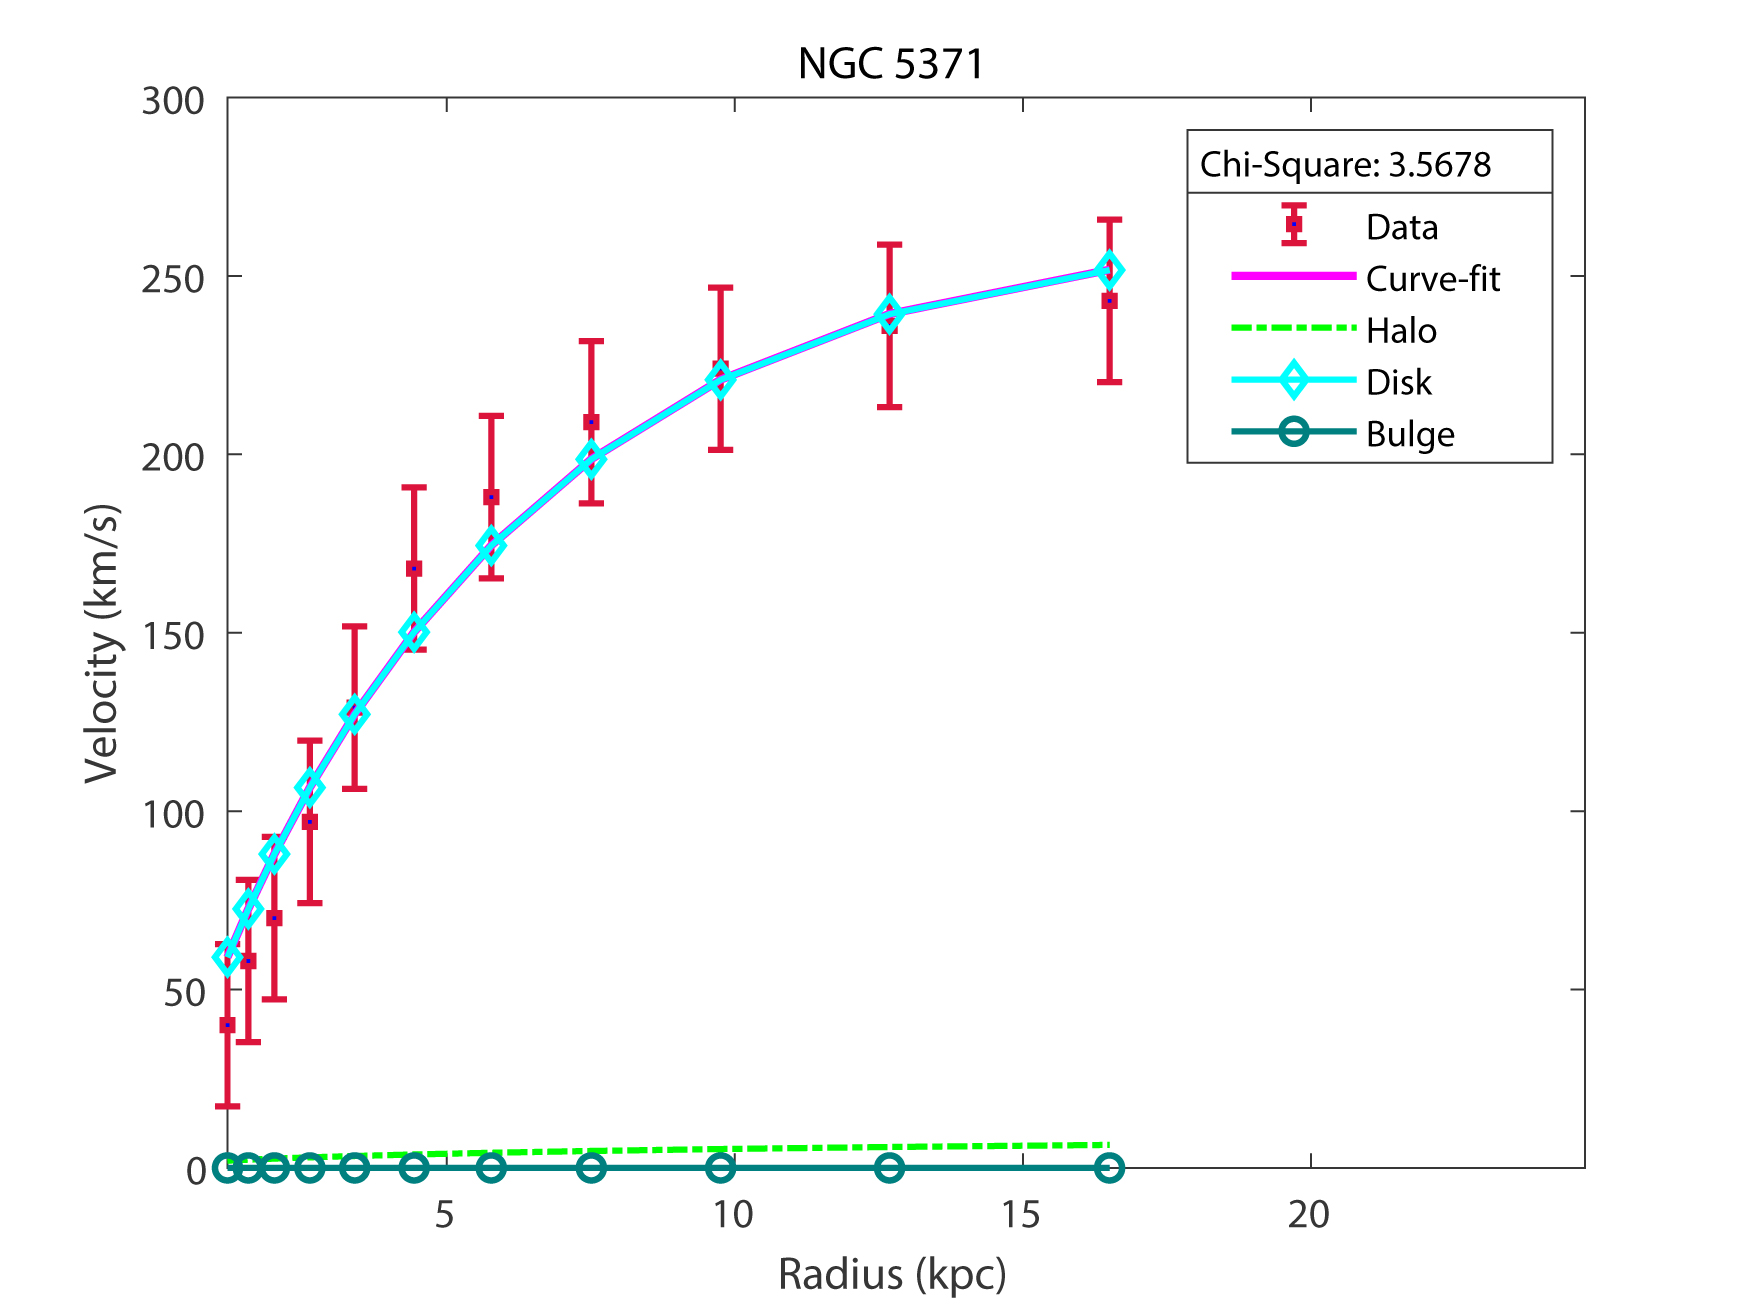 NGC 5371
300
250
200
150
100
50
0
Velocity (km/s)
Chi-Square: 3.5678
Data
Curve-fit
Halo
Disk
Bulge
5 10 15 20
Radius (kpc)